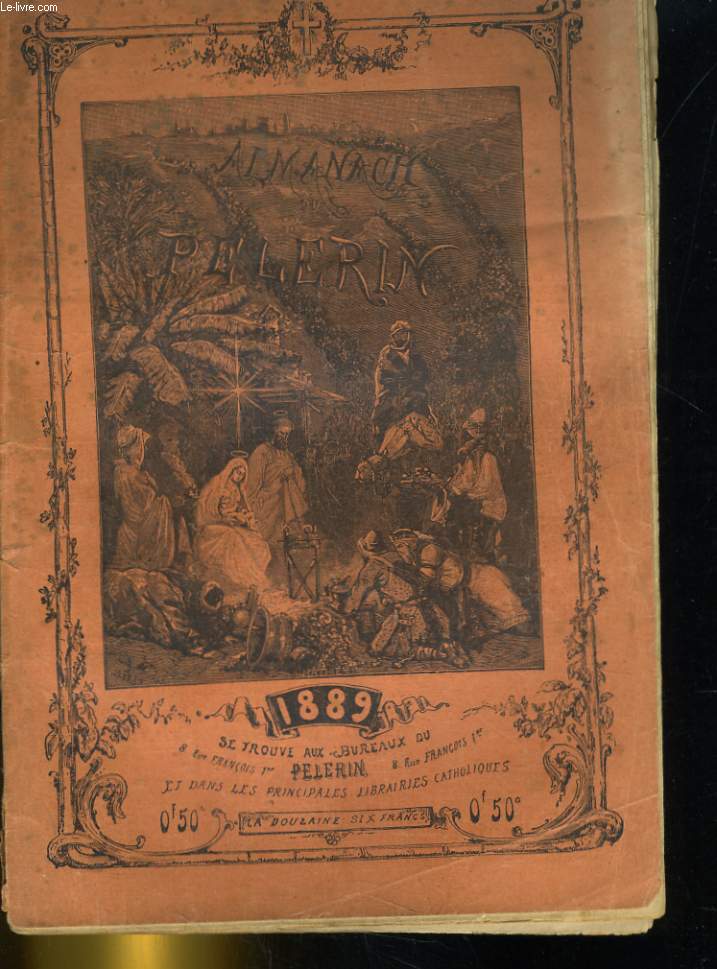 Le-livre.com
ALMANACH
DU
PELERIN
1889
SE TROUVE AUX BUREAUX DU
8 RUE FRANÇOIS 1er PELERIN, 8 RUE FRANÇOIS 1er
ET DANS LES PRINCIPALES LIBRAIRIES CATHOLIQUES
0f50c LA DOUZAINE SIX FRANCS 0f50c